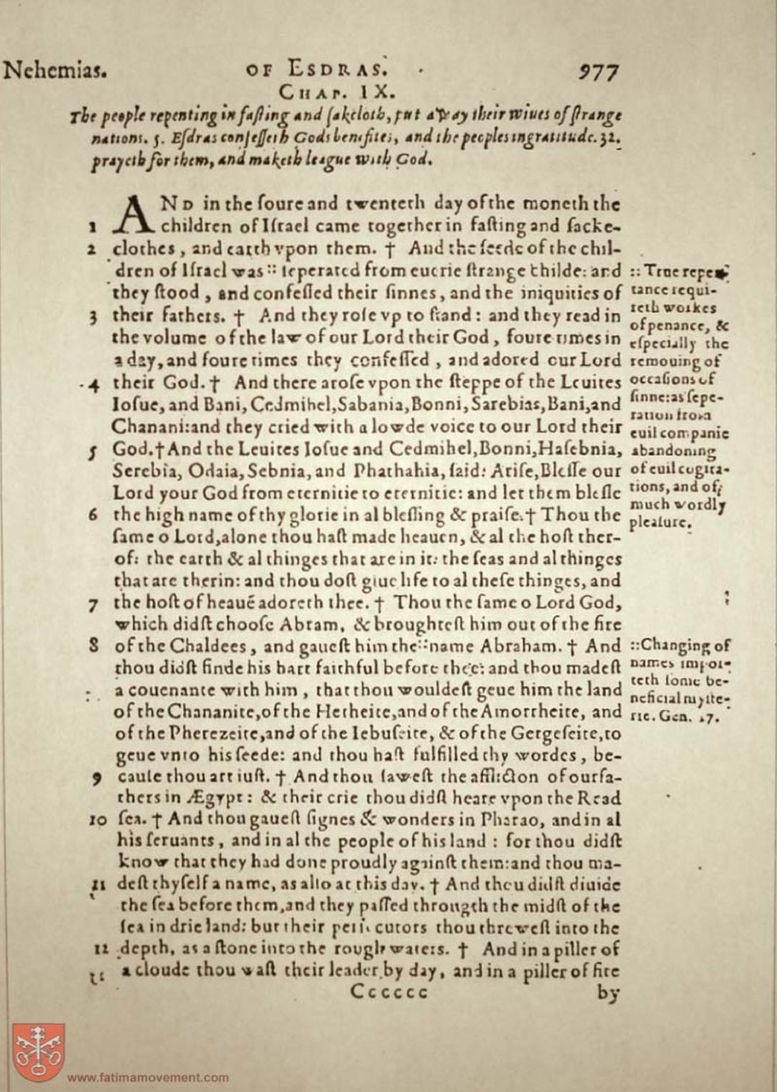 Nehemias. OF ESDRAS. 977
CHAP. IX.
The people repenting in faſting and ſakcloth, put away their wiues of ſtrange
nations. 5. Eſdras confeſſeth Gods benefites, and the peoples ingratitude. 32.
prayeth for them, and maketh league with God.
AND in the foure and twenteth day of the moneth the
1 children of Iſrael came together in faſting and ſacke-
2 clothes, and earth vpon them. † And the ſeede of the chil-
dren of Iſrael was :: ſeperated from euerie ſtrange childe: and
they ſtood, and confeſſed their ſinnes, and the iniquities of
3 their fathers. † And they roſe vp to ſtand: and they read in
the volume of the law of our Lord their God, foure times in
a day, and foure times they confeſſed, and adored our Lord
4 their God. † And there aroſe vpon the ſteppe of the Leuites
Ioſue, and Bani, Cedmihel, Sabania, Bonni, Sarebias, Bani, and
Chanani: and they cried with a lowde voice to our Lord their
5 God. † And the Leuites Ioſue and Cedmihel, Bonni, Haſebnia,
Serebia, Odaia, Sebnia, and Phathahia, ſaid: Ariſe, Bleſſe our
Lord your God from eternitie to eternitie: and let them bleſſe
6 the high name of thy glorie in al bleſſing & praiſe. † Thou the
ſame o Lord, alone thou haſt made heauen, & al the hoſt ther-
of: the earth & al thinges that are in it: the ſeas and al thinges
that are therin: and thou doſt giue life to al theſe thinges, and
7 the hoſt of heauē adoreth thee. † Thou the ſame o Lord God,
which didſt chooſe Abram, & broughteſt him out of the fire
8 of the Chaldees, and gaueſt him the :: name Abraham. † And
thou didſt finde his hart faithful before thee: and thou madeſt
a couenante with him, that thou wouldeſt geue him the land
of the Chananite, of the Hetheite, and of the Amorrheite, and
of the Pherezeite, and of the Iebuſeite, & of the Gergeſeite, to
geue vnto his ſeede: and thou haſt fulfilled thy wordes, be-
9 cauſe thou art iuſt. † And thou ſaweſt the affliction of our fa-
thers in Ægypt: & their crie thou didſt heare vpon the Read
10 ſea. † And thou gaueſt ſignes & wonders in Pharao, and in al
his ſeruants, and in al the people of his land: for thou didſt
know that they had done proudly againſt them: and thou ma-
11 deſt thyſelf a name, as alſo at this day. † And thou didſt diuide
the ſea before them, and they paſſed through the midſt of the
ſea in drie land: but their perſecutors thou threweſt into the
12 depth, as a ſtone into the rough waters. † And in a piller of
a cloude thou waſt their leader by day, and in a piller of fire
Cccccc by
:: True repen-
tance requi-
reth workes
of penance, &
eſpecially the
remouing of
occaſions of
ſinne: as ſepe-
ration from
euil companie
abandoning
of euil cogita-
tions, and of
much wordly
pleaſure.
:: Changing of
names impor-
teth ſome be-
neficial myſte-
rie. Gen. 17.
www.fatimamovement.com